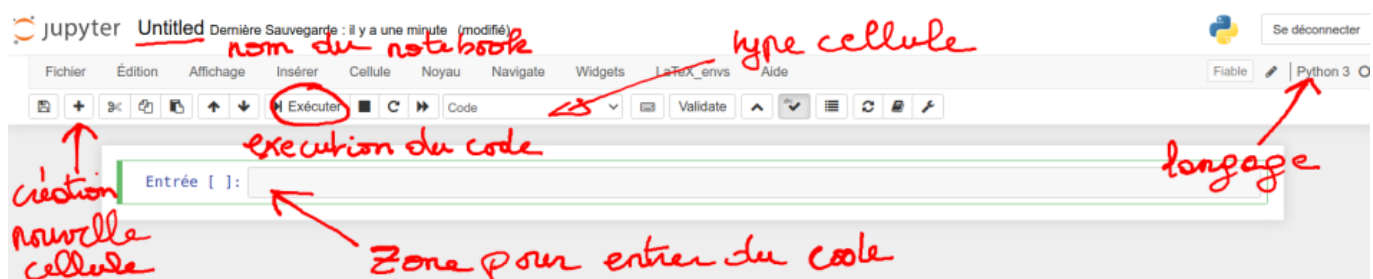 jupyter Untitled Dernière Sauvegarde : il y a une minute (modifié)
Se déconnecter
nom du notebook
type cellule
Fichier Édition Affichage Insérer Cellule Noyau Navigate Widgets LaTeX_envs Aide
Fiable Python 3
Exécuter Code Validate
execution du code
langage
Entrée [ ]:
création
nouvelle
cellule
Zone pour entrer du code